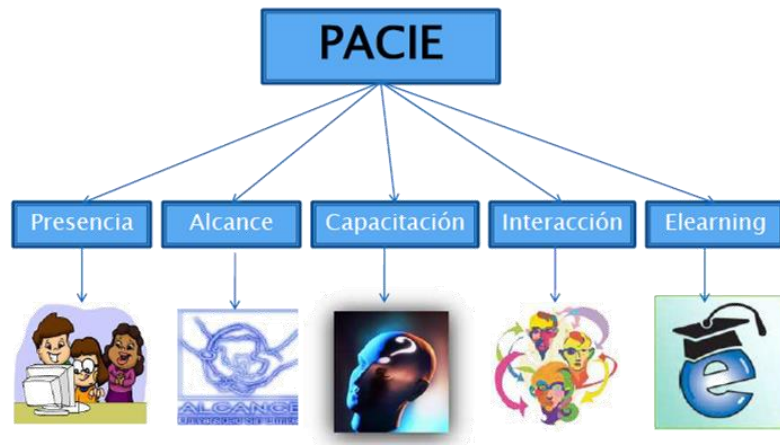 PACIE
Presencia
Alcance
Capacitación
Interacción
Elearning
ALCANCE
e